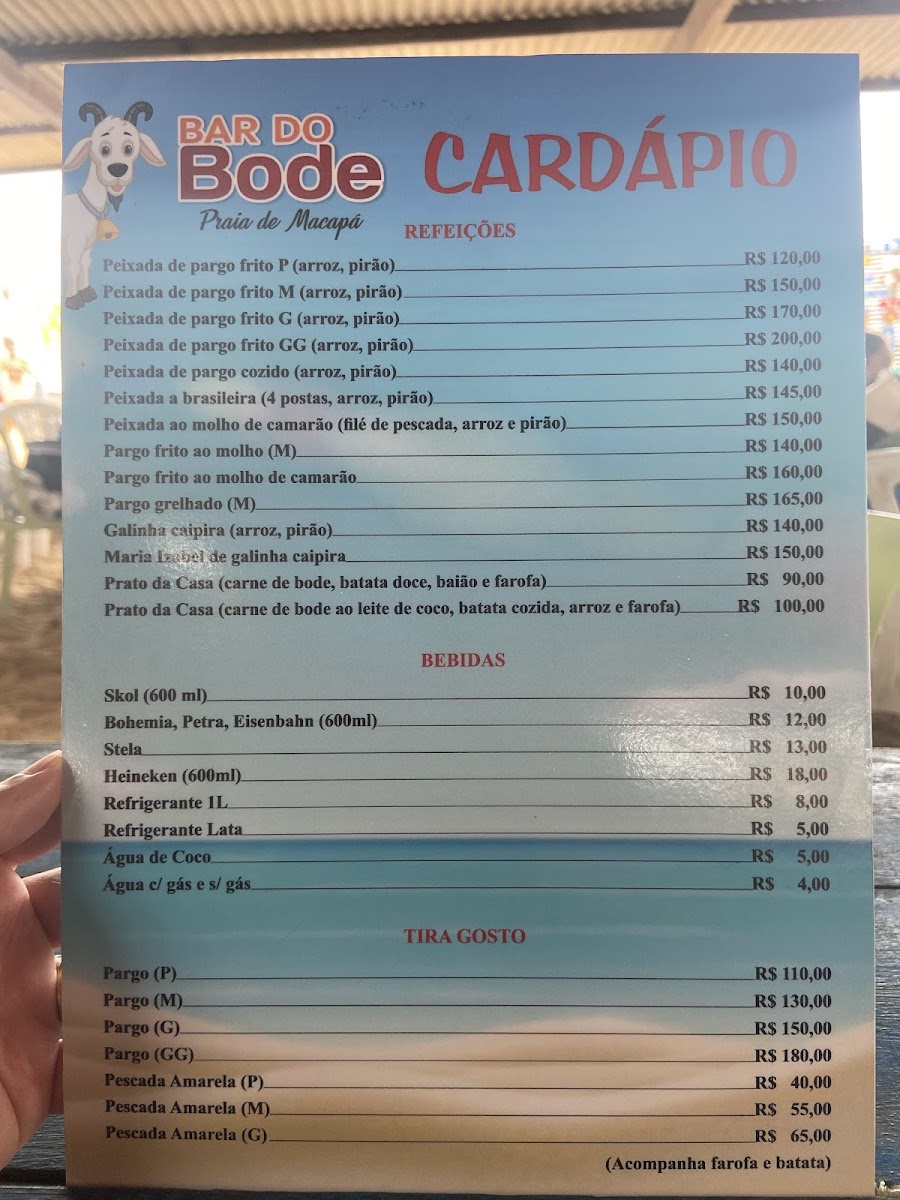 BAR DO
Bode
Praia de Macapá
CARDÁPIO
REFEIÇÕES
Peixada de pargo frito P (arroz, pirão) R$ 120,00
Peixada de pargo frito M (arroz, pirão) R$ 150,00
Peixada de pargo frito G (arroz, pirão) R$ 170,00
Peixada de pargo frito GG (arroz, pirão) R$ 200,00
Peixada de pargo cozido (arroz, pirão) R$ 140,00
Peixada a brasileira (4 postas, arroz, pirão) R$ 145,00
Peixada ao molho de camarão (filé de pescada, arroz e pirão) R$ 150,00
Pargo frito ao molho (M) R$ 140,00
Pargo frito ao molho de camarão R$ 160,00
Pargo grelhado (M) R$ 165,00
Galinha caipira (arroz, pirão) R$ 140,00
Maria Izabel de galinha caipira R$ 150,00
Prato da Casa (carne de bode, batata doce, baião e farofa) R$ 90,00
Prato da Casa (carne de bode ao leite de coco, batata cozida, arroz e farofa) R$ 100,00
BEBIDAS
Skol (600 ml) R$ 10,00
Bohemia, Petra, Eisenbahn (600ml) R$ 12,00
Stela R$ 13,00
Heineken (600ml) R$ 18,00
Refrigerante 1L R$ 8,00
Refrigerante Lata R$ 5,00
Água de Coco R$ 5,00
Água c/ gás e s/ gás R$ 4,00
TIRA GOSTO
Pargo (P) R$ 110,00
Pargo (M) R$ 130,00
Pargo (G) R$ 150,00
Pargo (GG) R$ 180,00
Pescada Amarela (P) R$ 40,00
Pescada Amarela (M) R$ 55,00
Pescada Amarela (G) R$ 65,00
(Acompanha farofa e batata)